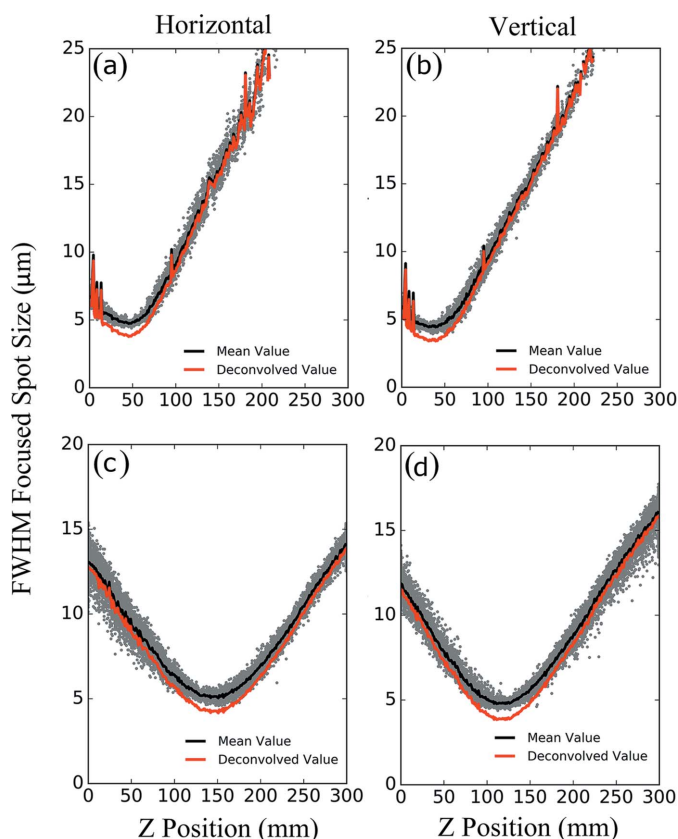 Horizontal
Vertical
FWHM Focused Spot Size (μm)
(a)
25
20
15
10
5
0
0 50 100 150 200 250 300
Mean Value
Deconvolved Value
(b)
25
20
15
10
5
0
0 50 100 150 200 250 300
Mean Value
Deconvolved Value
(c)
20
15
10
5
0
0 50 100 150 200 250 300
Mean Value
Deconvolved Value
Z Position (mm)
(d)
20
15
10
5
0
0 50 100 150 200 250 300
Mean Value
Deconvolved Value
Z Position (mm)